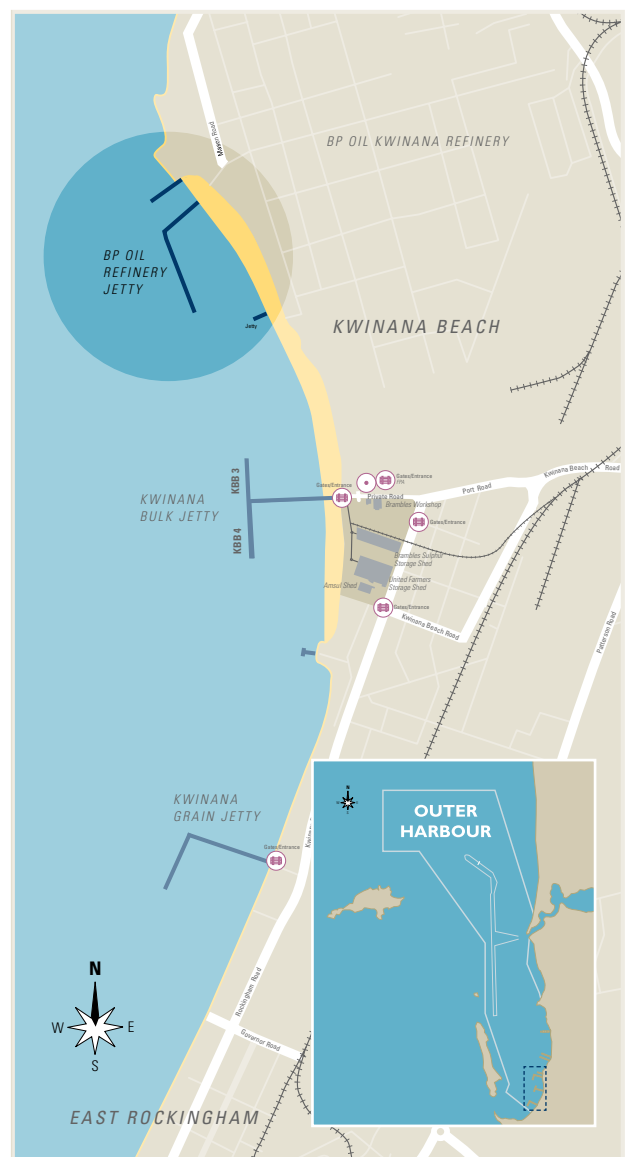 Mason Road
BP OIL KWINANA REFINERY
BP OIL
REFINERY
JETTY
Jetty
KWINANA BEACH
KBB 3
KBB 4
KWINANA
BULK JETTY
Gates/Entrance
Gates/Entrance
Private Road
Brambles Workshop
Port Road
Kwinana Beach Road
Gates/Entrance
Brambles Sulphur
Storage Shed
Amsul Shed
United Farmers
Storage Shed
Gates/Entrance
Kwinana Beach Road
Patterson Road
KWINANA
GRAIN JETTY
Gates/Entrance
OUTER
HARBOUR
N
W
E
S
Rockingham Road
Governor Road
EAST ROCKINGHAM